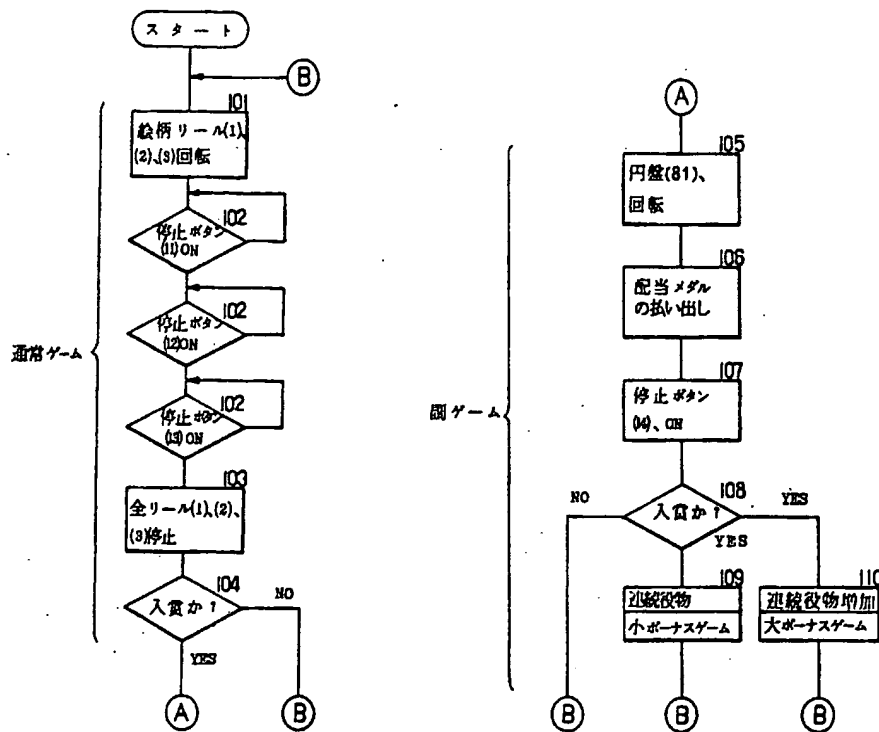 スタート
B
101
絵柄リール(1)、
(2)、(3)回転
102
停止ボタン
(11)ON
102
停止ボタン
(12)ON
102
停止ボタン
(13)ON
103
全リール(1)、(2)、
(3)停止
104
入賞か?
NO
YES
A
B
通常ゲーム
A
105
円盤(81)、
回転
106
配当メダル
の払い出し
107
停止ボタン
(14)、ON
108
入賞か?
NO
YES
YES
109
連続役物
小ボーナスゲーム
110
連続役物増加
大ボーナスゲーム
B
B
B
ゲーム